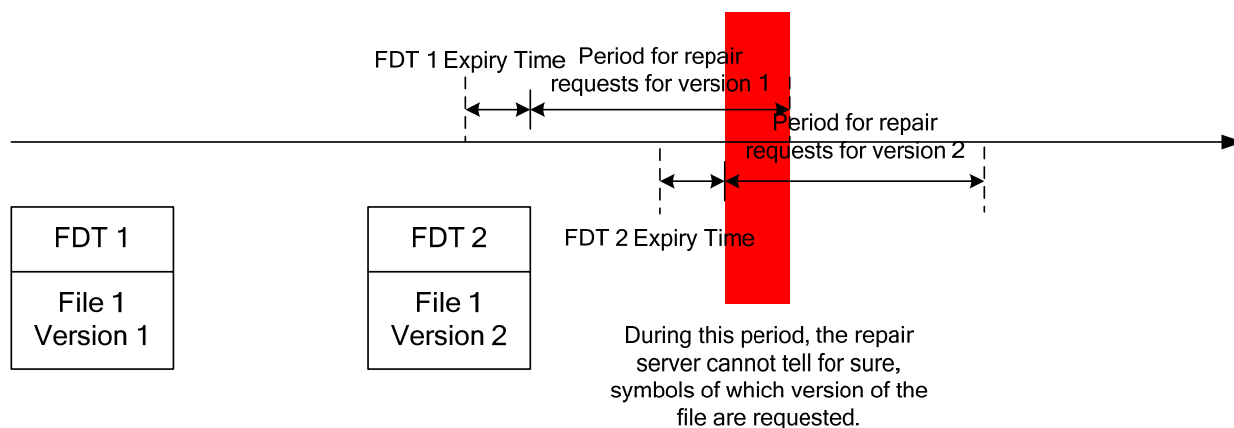 FDT 1 Expiry Time
Period for repair
requests for version 1
Period for repair
requests for version 2
FDT 2 Expiry Time
FDT 1
File 1
Version 1
FDT 2
File 1
Version 2
During this period, the repair
server cannot tell for sure,
symbols of which version of the
file are requested.